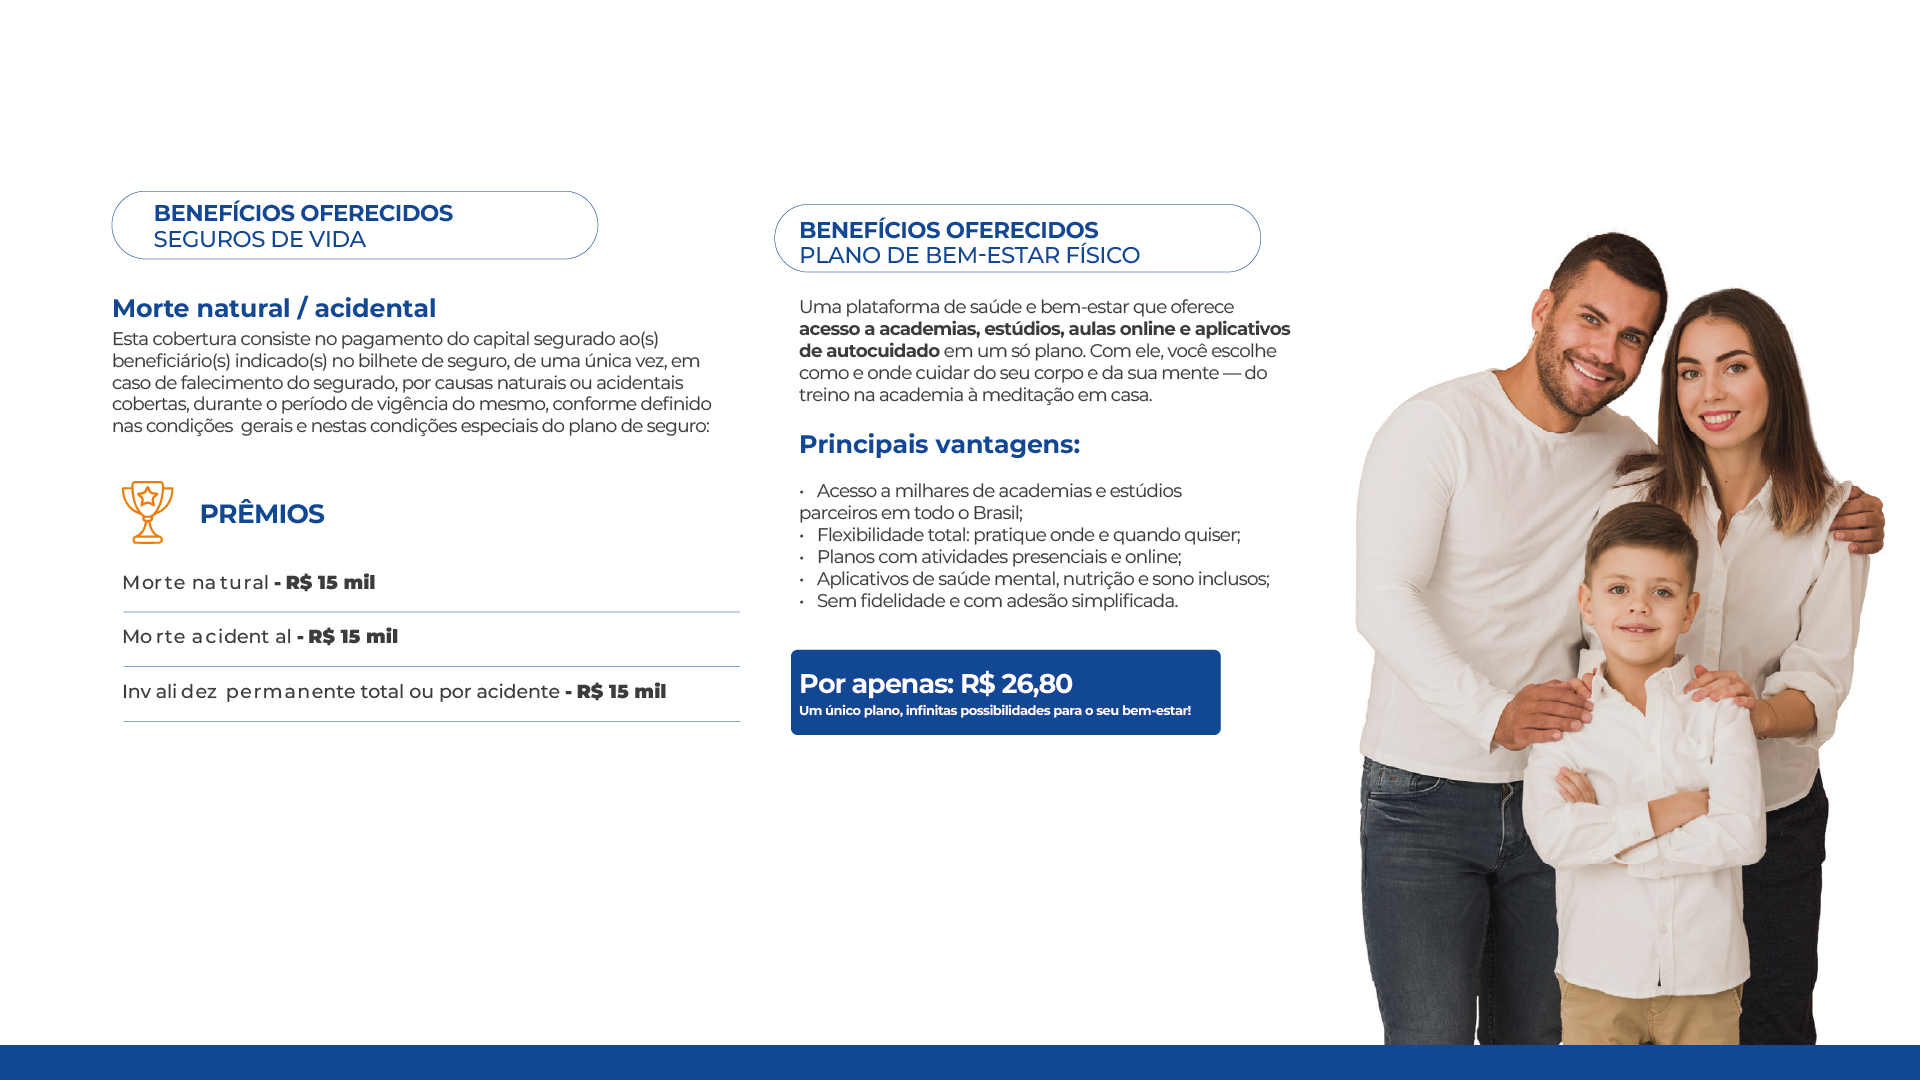 BENEFÍCIOS OFERECIDOS
SEGUROS DE VIDA
Morte natural / acidental
Esta cobertura consiste no pagamento do capital segurado ao(s)
beneficiário(s) indicado(s) no bilhete de seguro, de uma única vez, em
caso de falecimento do segurado, por causas naturais ou acidentais
cobertas, durante o período de vigência do mesmo, conforme definido
nas condições gerais e nestas condições especiais do plano de seguro:
PRÊMIOS
Morte natural - R$ 15 mil
Morte acidental - R$ 15 mil
Invalidez permanente total ou por acidente - R$ 15 mil
BENEFÍCIOS OFERECIDOS
PLANO DE BEM-ESTAR FÍSICO
Uma plataforma de saúde e bem-estar que oferece
acesso a academias, estúdios, aulas online e aplicativos
de autocuidado em um só plano. Com ele, você escolhe
como e onde cuidar do seu corpo e da sua mente — do
treino na academia à meditação em casa.
Principais vantagens:
• Acesso a milhares de academias e estúdios
parceiros em todo o Brasil;
• Flexibilidade total: pratique onde e quando quiser;
• Planos com atividades presenciais e online;
• Aplicativos de saúde mental, nutrição e sono inclusos;
• Sem fidelidade e com adesão simplificada.
Por apenas: R$ 26,80
Um único plano, infinitas possibilidades para o seu bem-estar!